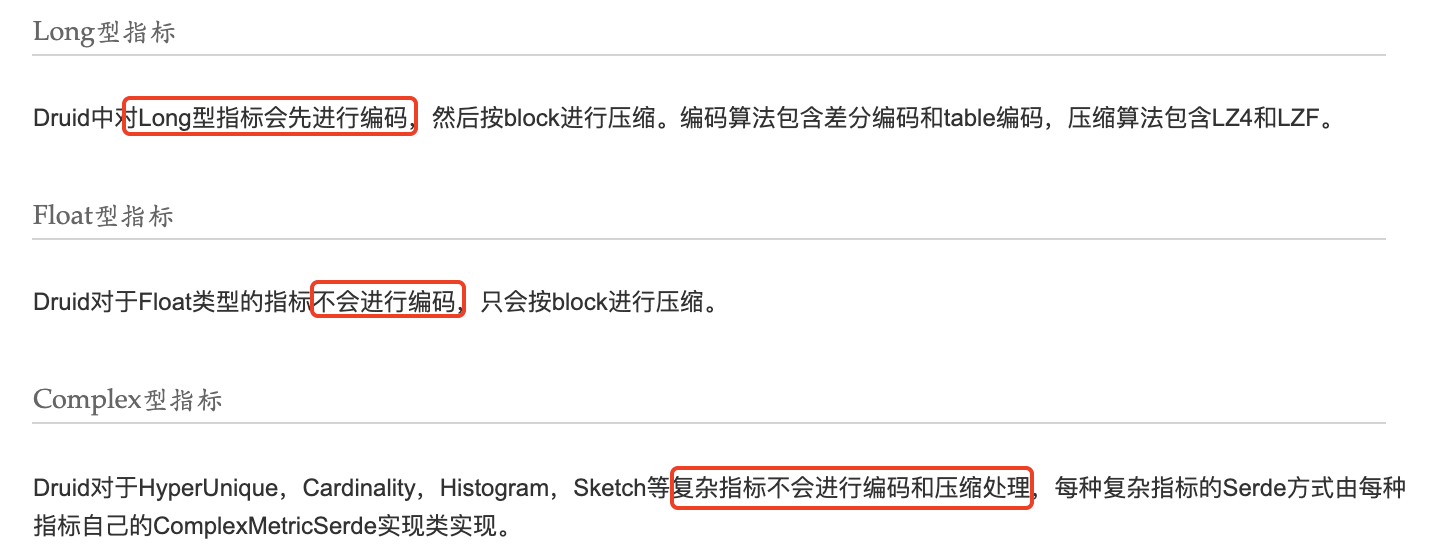 Long型指标
Druid中对Long型指标会先进行编码，然后按block进行压缩。编码算法包含差分编码和table编码，压缩算法包含LZ4和LZF。
Float型指标
Druid对于Float类型的指标不会进行编码，只会按block进行压缩。
Complex型指标
Druid对于HyperUnique，Cardinality，Histogram，Sketch等复杂指标不会进行编码和压缩处理，每种复杂指标的Serde方式由每种
指标自己的ComplexMetricSerde实现类实现。